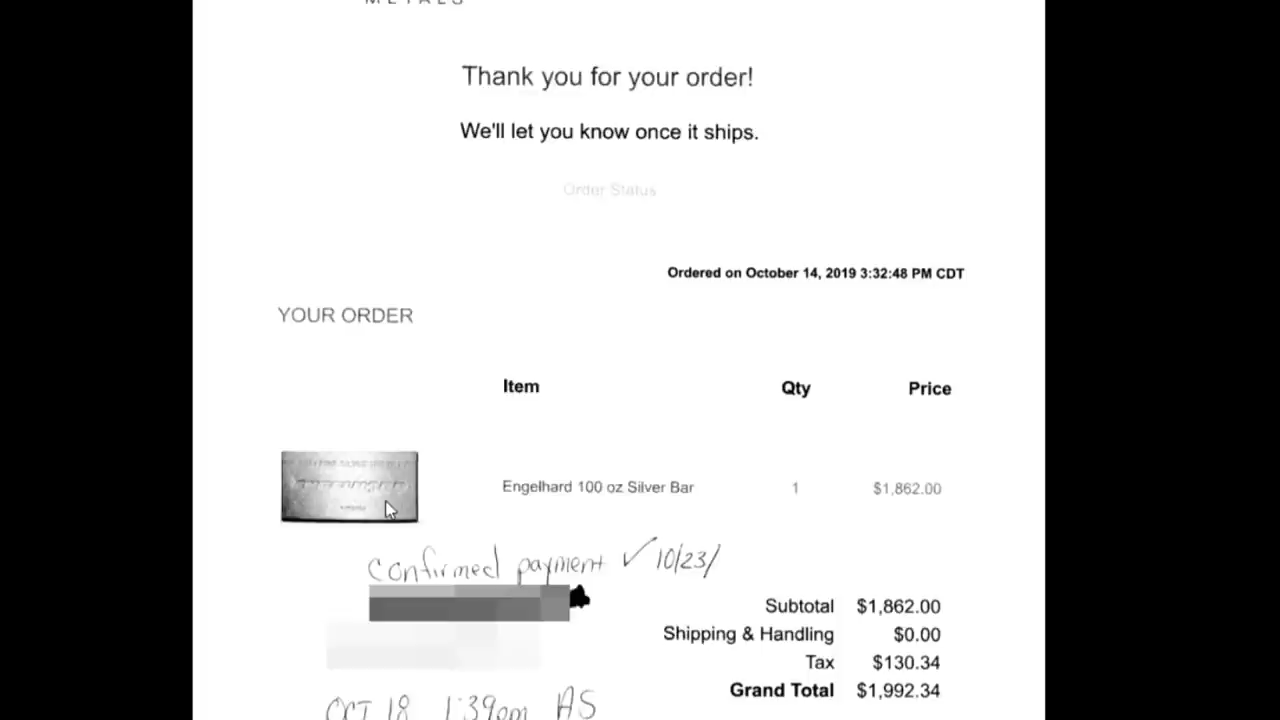 METALS
Thank you for your order!
We'll let you know once it ships.
Order Status
Ordered on October 14, 2019 3:32:48 PM CDT
YOUR ORDER
Item Qty Price
Engelhard 100 oz Silver Bar 1 $1,862.00
confirmed payment ✓ 10/23/
Subtotal $1,862.00
Shipping & Handling $0.00
Tax $130.34
Grand Total $1,992.34
OCT 18 1:39pm AS